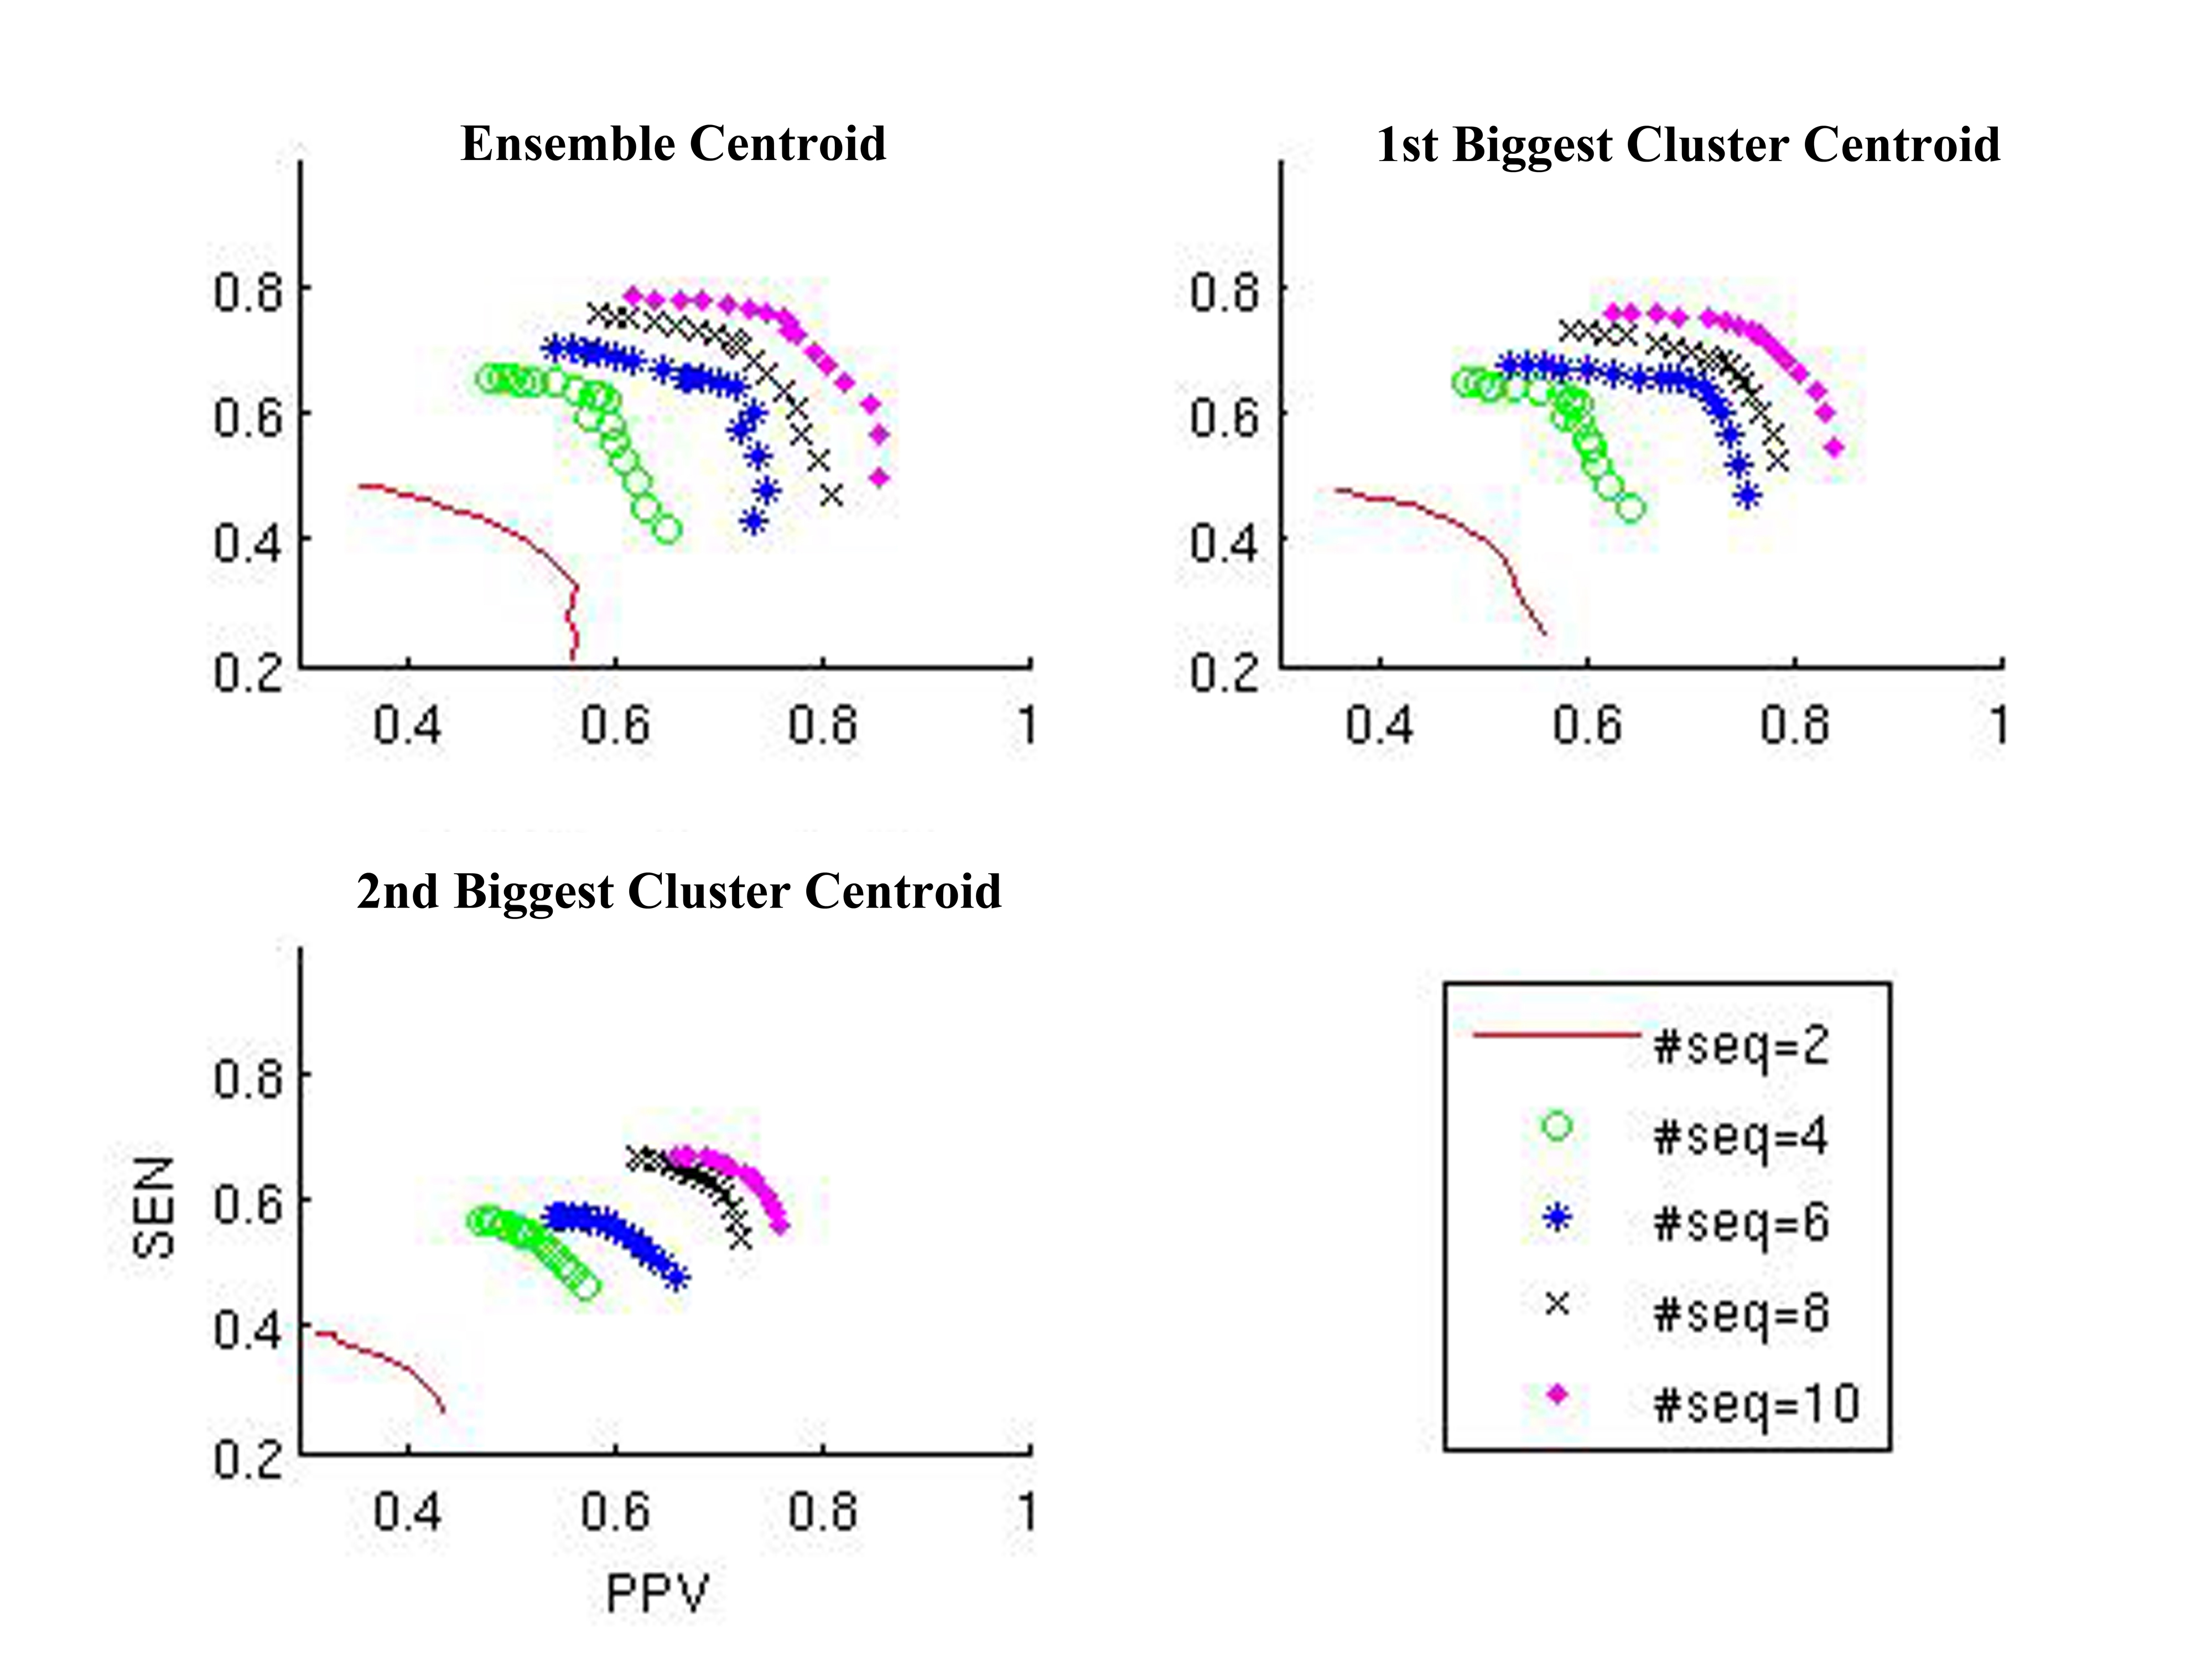 Ensemble Centroid
0.8
0.6
0.4
0.2
0.4 0.6 0.8 1
1st Biggest Cluster Centroid
0.8
0.6
0.4
0.2
0.4 0.6 0.8 1
2nd Biggest Cluster Centroid
SEN
0.8
0.6
0.4
0.2
0.4 0.6 0.8 1
PPV
#seq=2
#seq=4
#seq=6
#seq=8
#seq=10